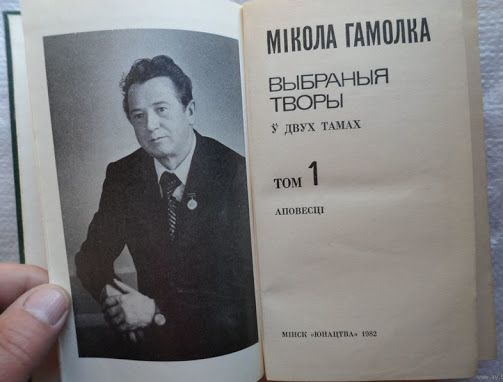 МІКОЛА ГАМОЛКА
ВЫБРАНЫЯ
ТВОРЫ
Ў ДВУХ ТАМАХ
ТОМ 1
АПОВЕСЦІ
МІНСК «ЮНАЦТВА» 1982